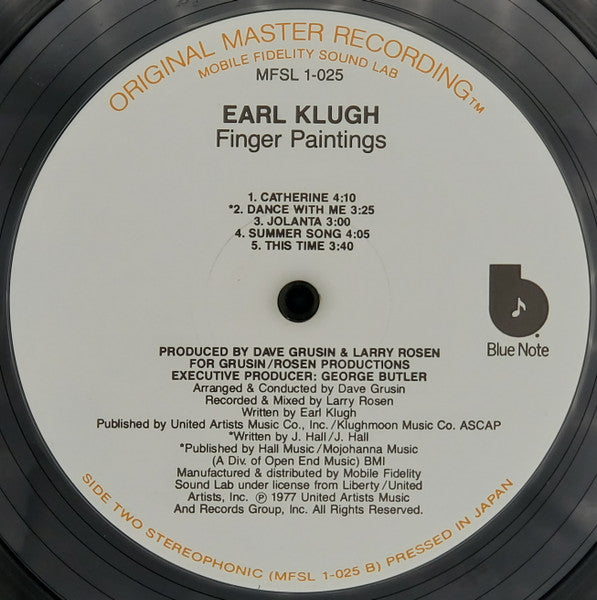 ORIGINAL MASTER RECORDING™
MOBILE FIDELITY SOUND LAB
MFSL 1-025
EARL KLUGH
Finger Paintings
1. CATHERINE 4:10
*2. DANCE WITH ME 3:25
3. JOLANTA 3:00
4. SUMMER SONG 4:05
5. THIS TIME 3:40
b
Blue Note
PRODUCED BY DAVE GRUSIN & LARRY ROSEN
FOR GRUSIN/ROSEN PRODUCTIONS
EXECUTIVE PRODUCER: GEORGE BUTLER
Arranged & Conducted by Dave Grusin
Recorded & Mixed by Larry Rosen
Written by Earl Klugh
Published by United Artists Music Co., Inc./Klughmoon Music Co. ASCAP
*Written by J. Hall/J. Hall
*Published by Hall Music/Mojohanna Music
(A Div. of Open End Music) BMI
Manufactured & distributed by Mobile Fidelity
Sound Lab under license from Liberty/United
Artists, Inc. ℗ 1977 United Artists Music
And Records Group, Inc. All Rights Reserved.
SIDE TWO STEREOPHONIC (MFSL 1-025 B) PRESSED IN JAPAN